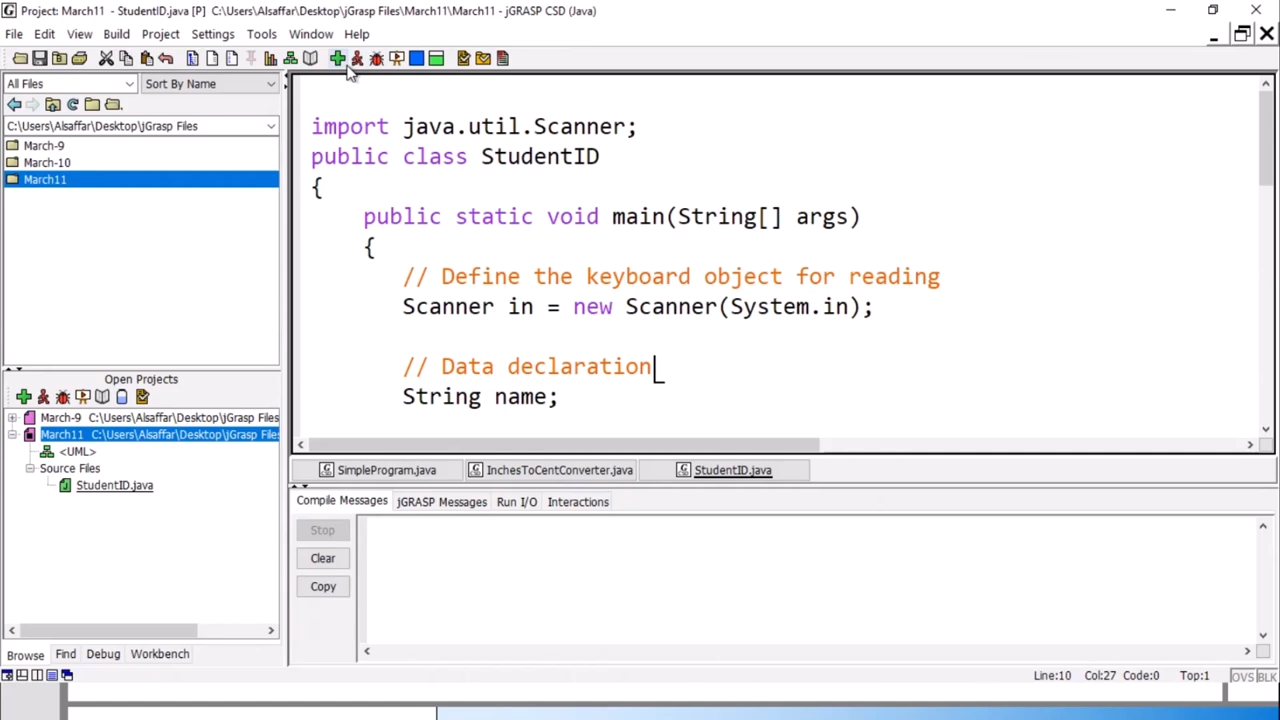 Project: March11 - StudentID.java [P] C:\Users\Alsaffar\Desktop\jGrasp Files\March11\March11 - jGRASP CSD (Java)
File Edit View Build Project Settings Tools Window Help
All Files Sort By Name
C:\Users\Alsaffar\Desktop\jGrasp Files
March-9
March-10
March11
Open Projects
March-9 C:\Users\Alsaffar\Desktop\jGrasp Files
March11 C:\Users\Alsaffar\Desktop\jGrasp Files
<UML>
Source Files
StudentID.java
Browse Find Debug Workbench
import java.util.Scanner;
public class StudentID
{
public static void main(String[] args)
{
// Define the keyboard object for reading
Scanner in = new Scanner(System.in);
// Data declaration
String name;
SimpleProgram.java InchesToCentConverter.java StudentID.java
Compile Messages jGRASP Messages Run I/O Interactions
Stop
Clear
Copy
Line:10 Col:27 Code:0 Top:1 OVS BLK